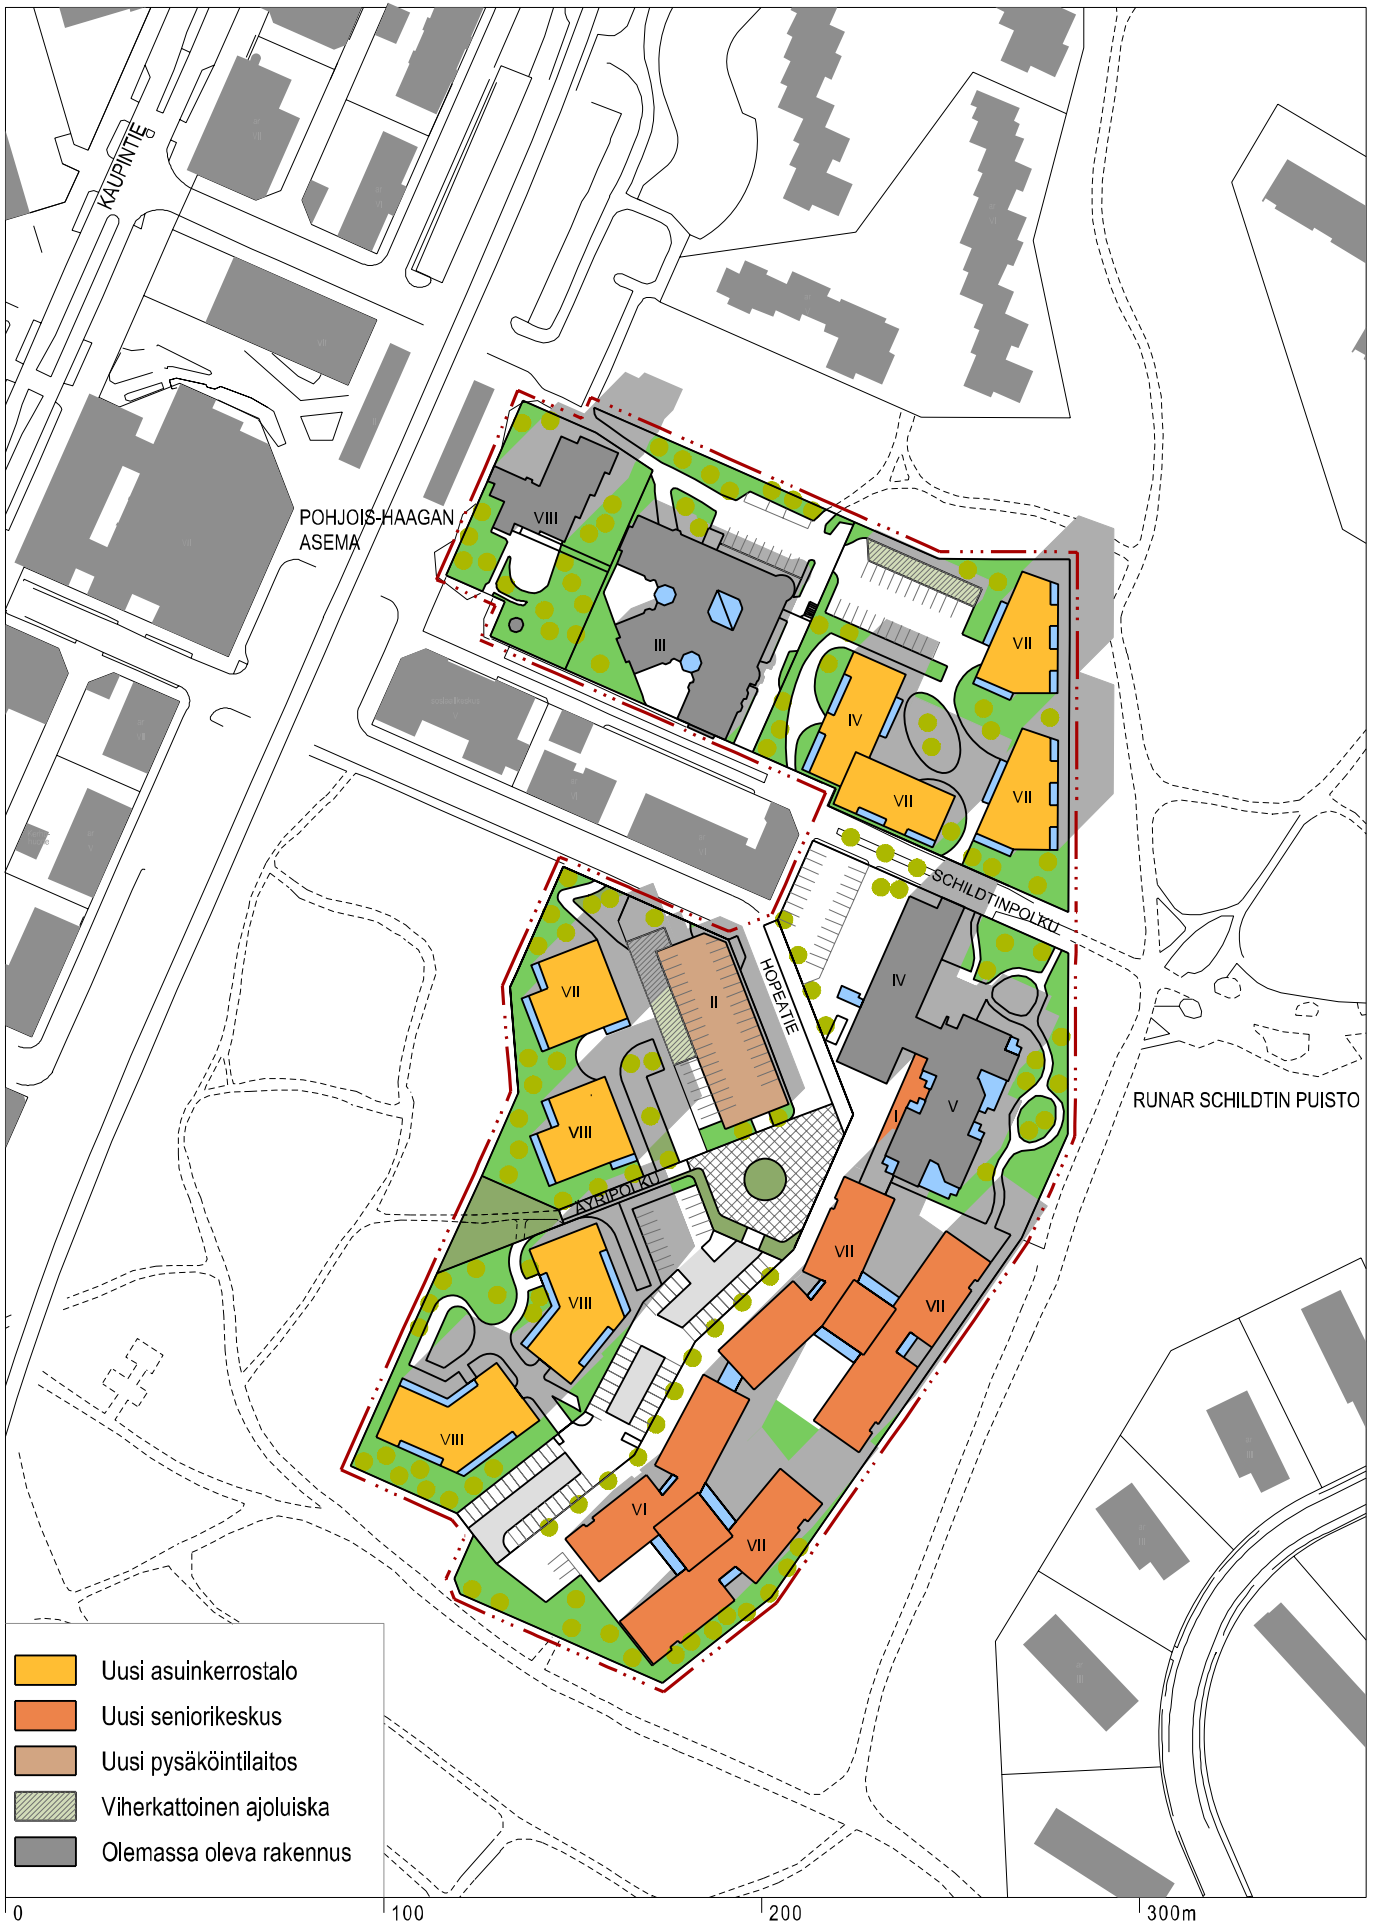 KAUPINTIE
POHJOIS-HAAGAN
ASEMA
VIII
III
VII
IV
VII
VII
SCHILDTINPOLKU
HOPEATIE
IV
VII
II
RUNAR SCHILDTIN PUISTO
V
I
VIII
ÄYRIPOLKU
VII
VIII
VII
VIII
VI
VII
Uusi asuinkerrostalo
Uusi seniorikeskus
Uusi pysäköintilaitos
Viherkattoinen ajoluiska
Olemassa oleva rakennus
0 100 200 300m